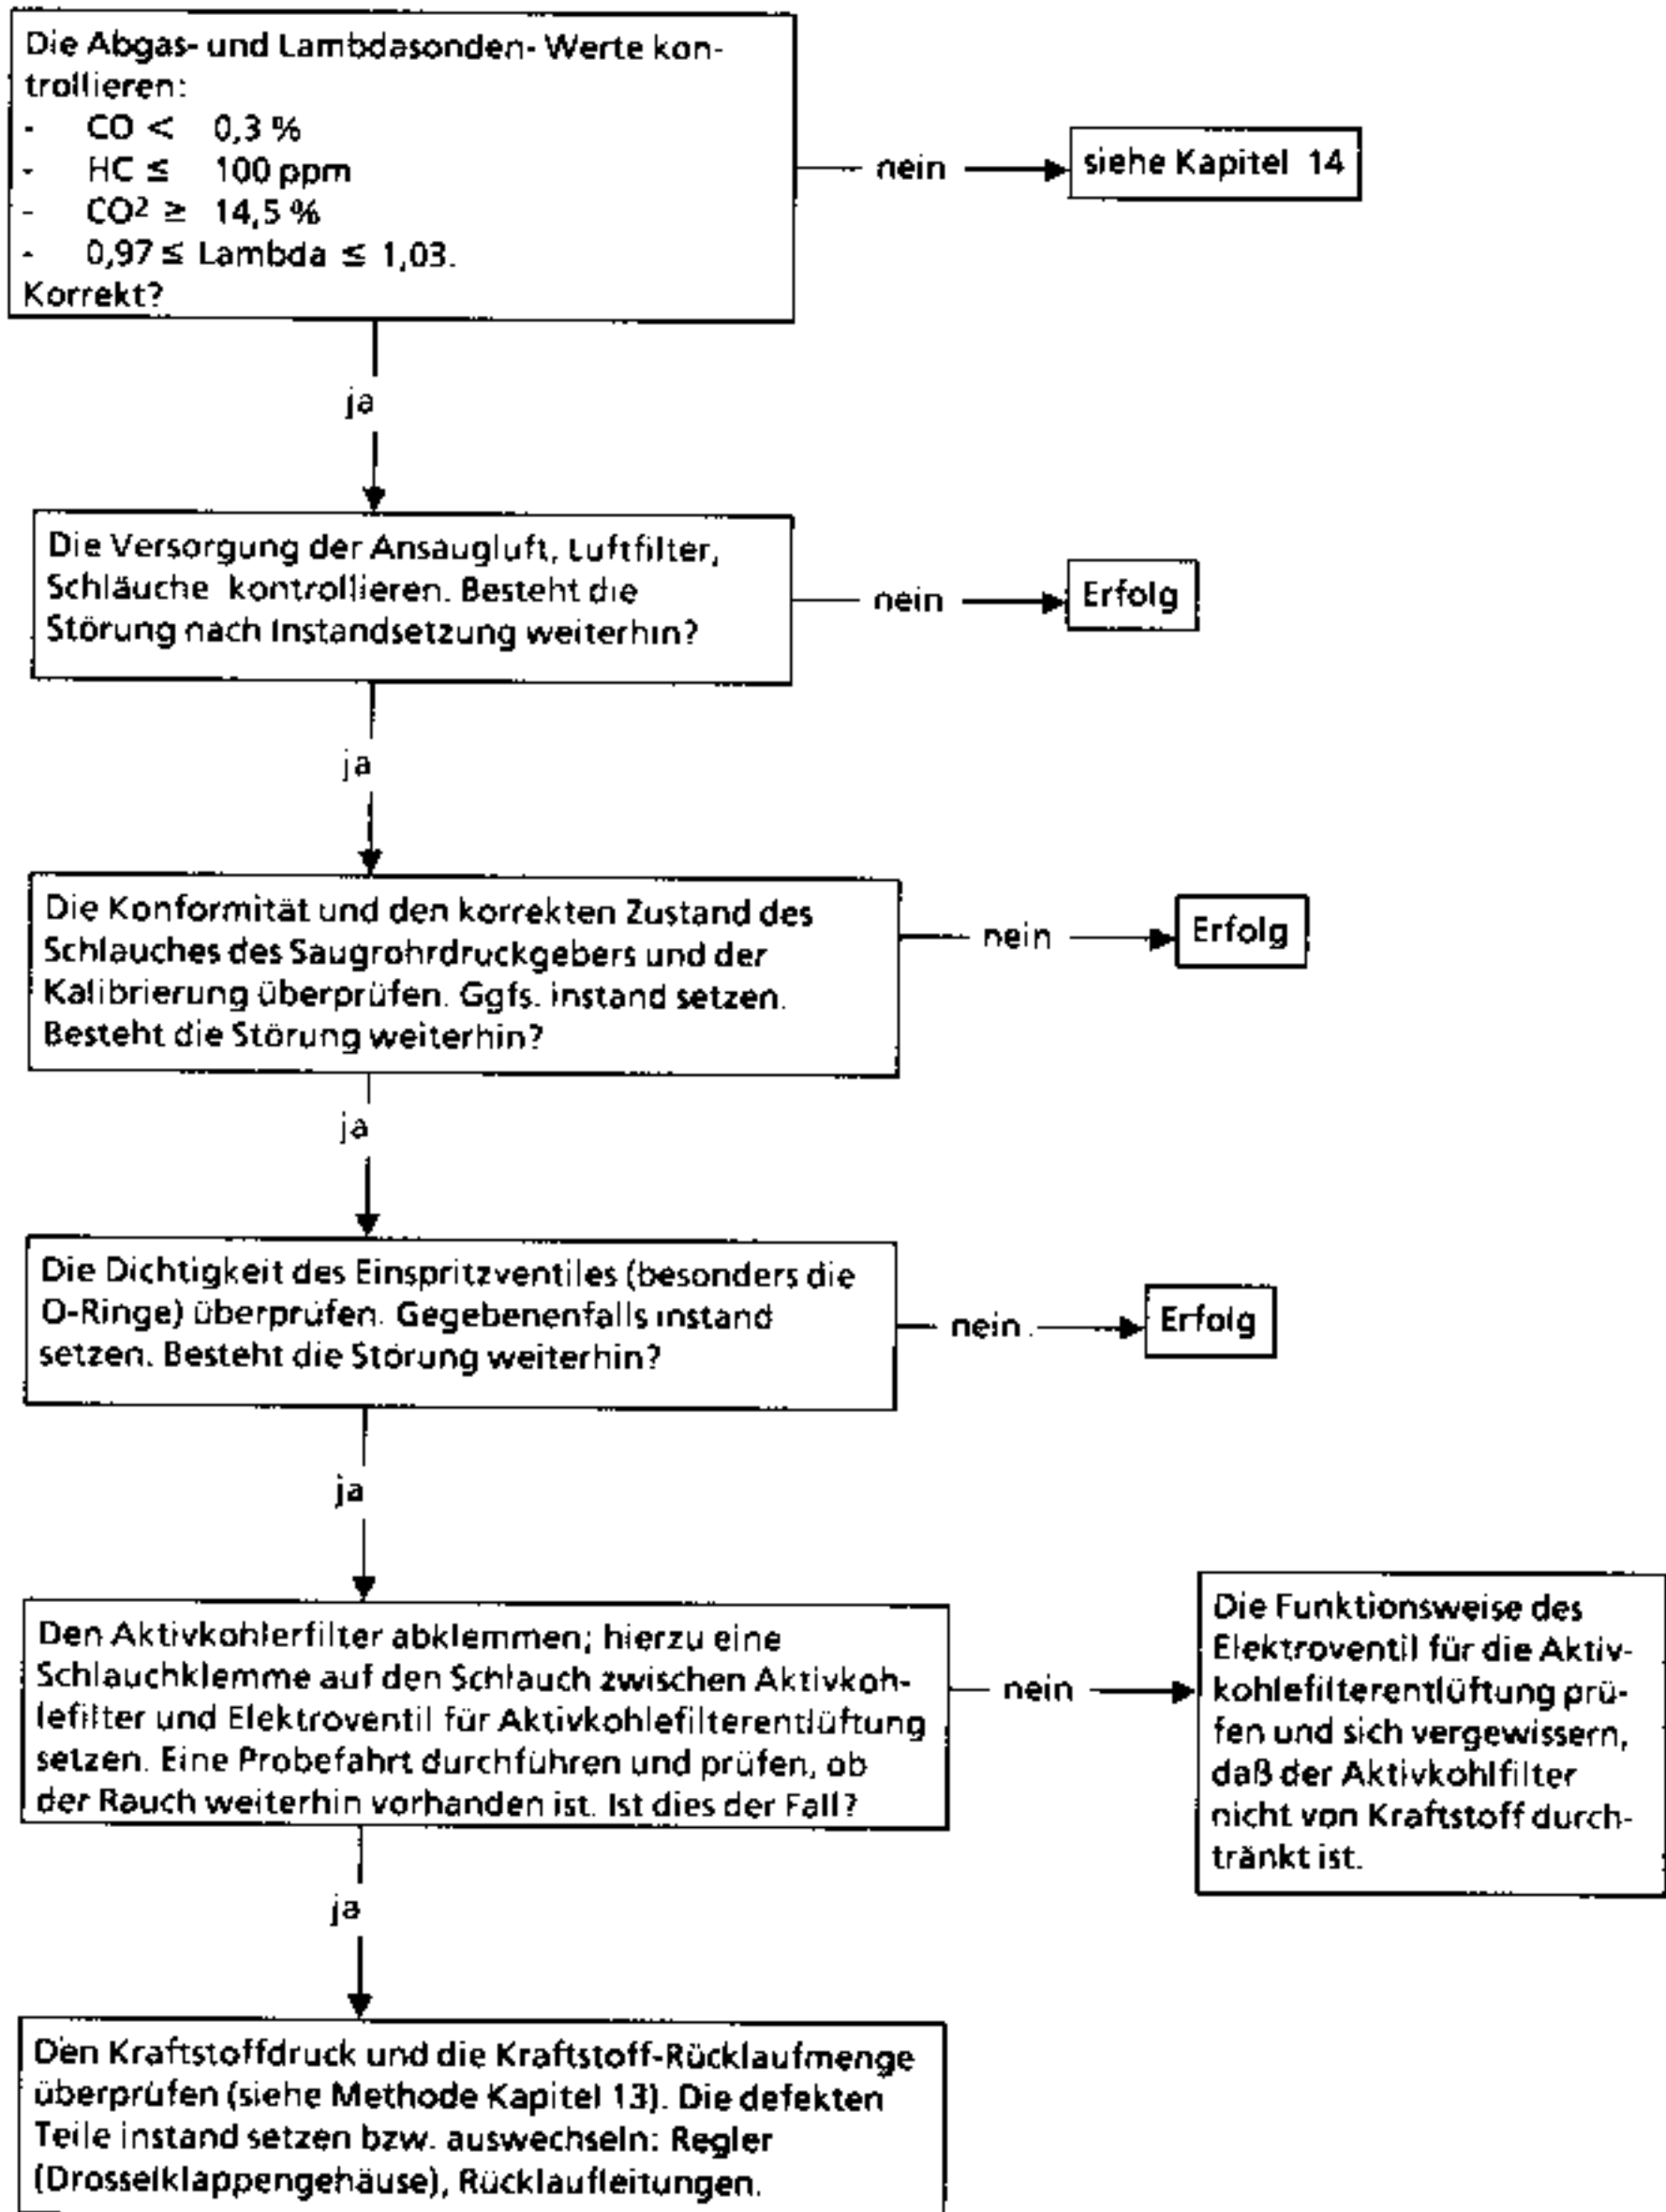 Die Abgas- und Lambdasonden- Werte kon-
trollieren:
- CO < 0,3 %
- HC ≤ 100 ppm
- CO² ≥ 14,5 %
- 0,97 ≤ Lambda ≤ 1,03.
Korrekt?
nein
siehe Kapitel 14
ja
Die Versorgung der Ansaugluft, Luftfilter,
Schläuche kontrollieren. Besteht die
Störung nach Instandsetzung weiterhin?
nein
Erfolg
ja
Die Konformität und den korrekten Zustand des
Schlauches des Saugrohrdruckgebers und der
Kalibrierung überprüfen. Ggfs. instand setzen.
Besteht die Störung weiterhin?
nein
Erfolg
ja
Die Dichtigkeit des Einspritzventiles (besonders die
O-Ringe) überprüfen. Gegebenenfalls instand
setzen. Besteht die Störung weiterhin?
nein
Erfolg
ja
Den Aktivkohlerfilter abklemmen; hierzu eine
Schlauchklemme auf den Schlauch zwischen Aktivkoh-
lefilter und Elektroventil für Aktivkohlefilterentlüftung
setzen. Eine Probefahrt durchführen und prüfen, ob
der Rauch weiterhin vorhanden ist. Ist dies der Fall?
nein
Die Funktionsweise des
Elektroventil für die Aktiv-
kohlefilterentlüftung prü-
fen und sich vergewissern,
daß der Aktivkohlfilter
nicht von Kraftstoff durch-
tränkt ist.
ja
Den Kraftstoffdruck und die Kraftstoff-Rücklaufmenge
überprüfen (siehe Methode Kapitel 13). Die defekten
Teile instand setzen bzw. auswechseln: Regler
(Drosselklappengehäuse), Rücklaufleitungen.